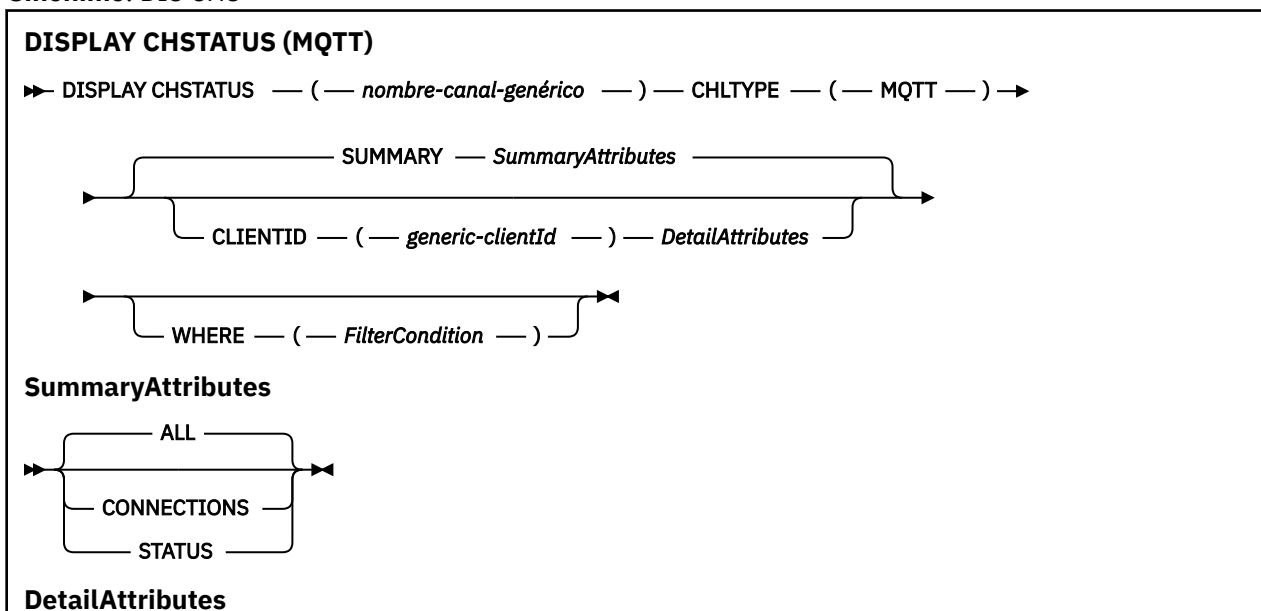 DISPLAY CHSTATUS (MQTT)
DISPLAY CHSTATUS ( nombre-canal-genérico ) CHLTYPE ( MQTT )
SUMMARY SummaryAttributes
CLIENTID ( generic-clientId ) DetailAttributes
WHERE ( FilterCondition )
SummaryAttributes
ALL
CONNECTIONS
STATUS
DetailAttributes